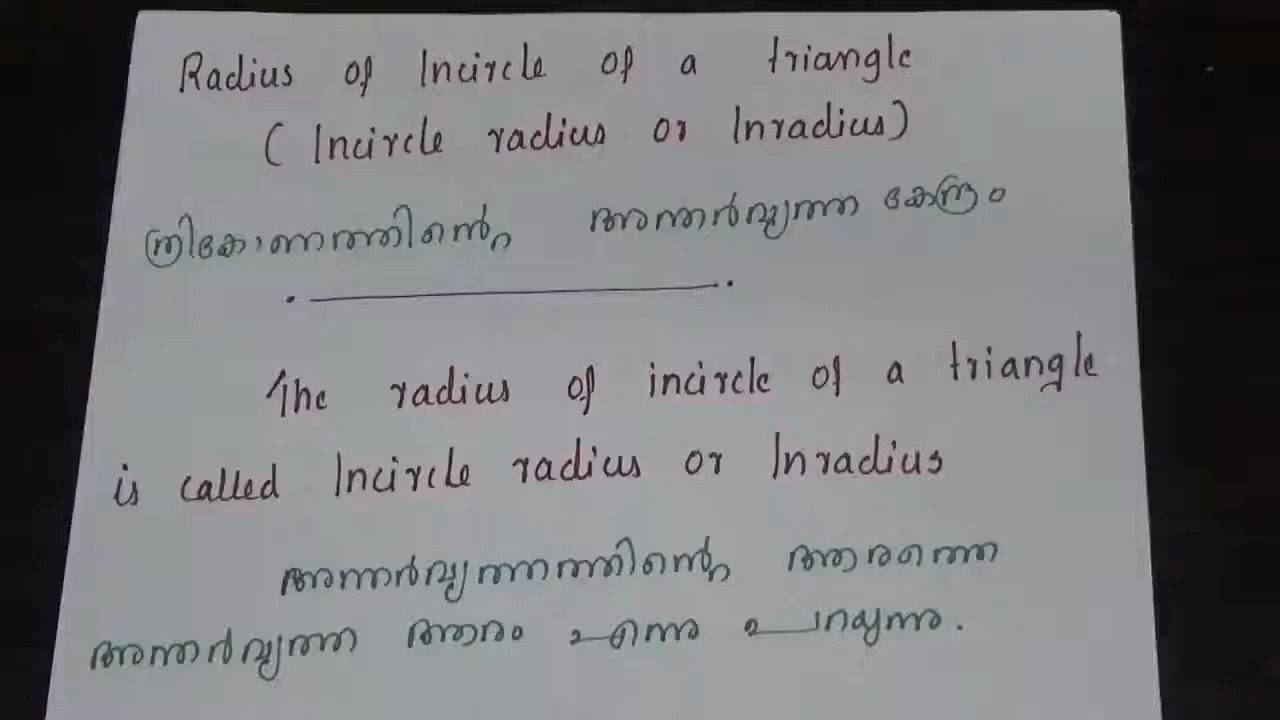 Radius of Incircle of a triangle
( Incircle radius or Inradius)
ത്രികോണത്തിന്റെ അന്തർവൃത്ത കേന്ദ്രം
The radius of incircle of a triangle
is called Incircle radius or Inradius
അന്തർവൃത്തത്തിന്റെ ആരത്തെ
അന്തർവൃത്ത ആരം എന്നു പറയുന്നു.